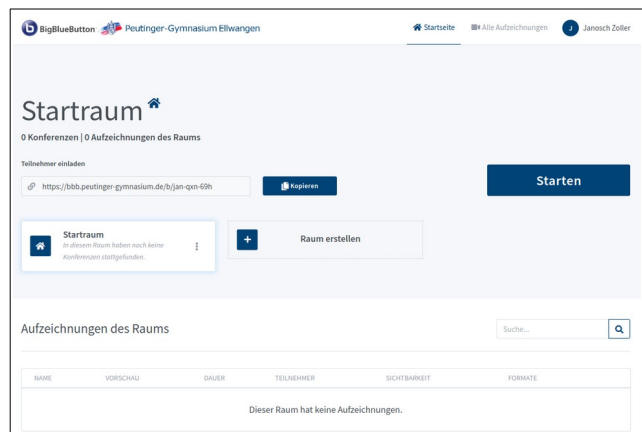 b BigBlueButton Peutinger-Gymnasium Ellwangen
Startseite
Alle Aufzeichnungen
J Janosch Zoller
Startraum
0 Konferenzen | 0 Aufzeichnungen des Raums
Teilnehmer einladen
https://bbb.peutinger-gymnasium.de/b/jan-qxn-69h
Kopieren
Starten
Startraum
In diesem Raum haben noch keine
Konferenzen stattgefunden.
Raum erstellen
Aufzeichnungen des Raums
Suche...
NAME VORSCHAU DAUER TEILNEHMER SICHTBARKEIT FORMATE
Dieser Raum hat keine Aufzeichnungen.